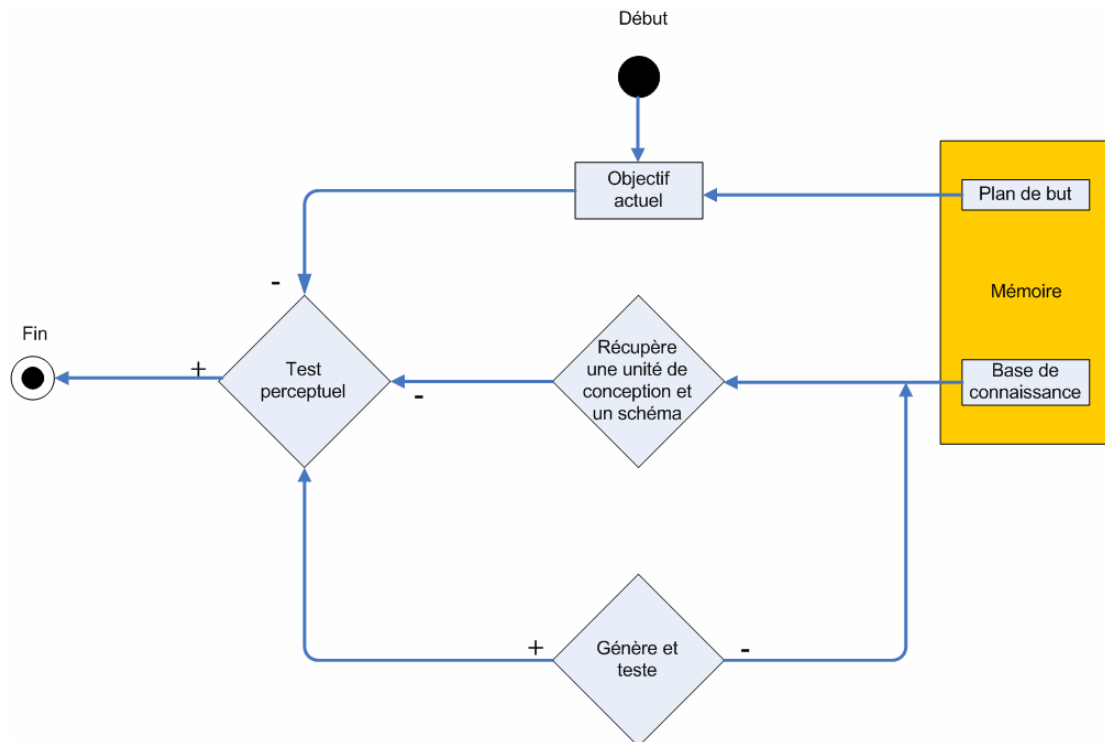 Début
Objectif
actuel
Plan de but
Mémoire
-
Fin
+
Test
perceptuel
-
Récupère
une unité de
conception et
un schéma
Base de
connaissance
+
Génère et
teste
-